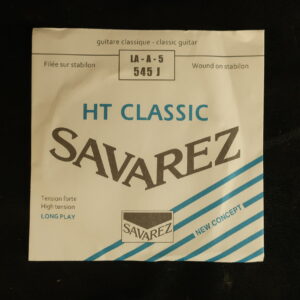 guitare classique - classic guitar
Filée sur stabilon
LA - A - 5
545 J
Wound on stabilon
HT CLASSIC
SAVAREZ
Tension forte
High tension
LONG PLAY
SAVAREZ
NEW CONCEPT